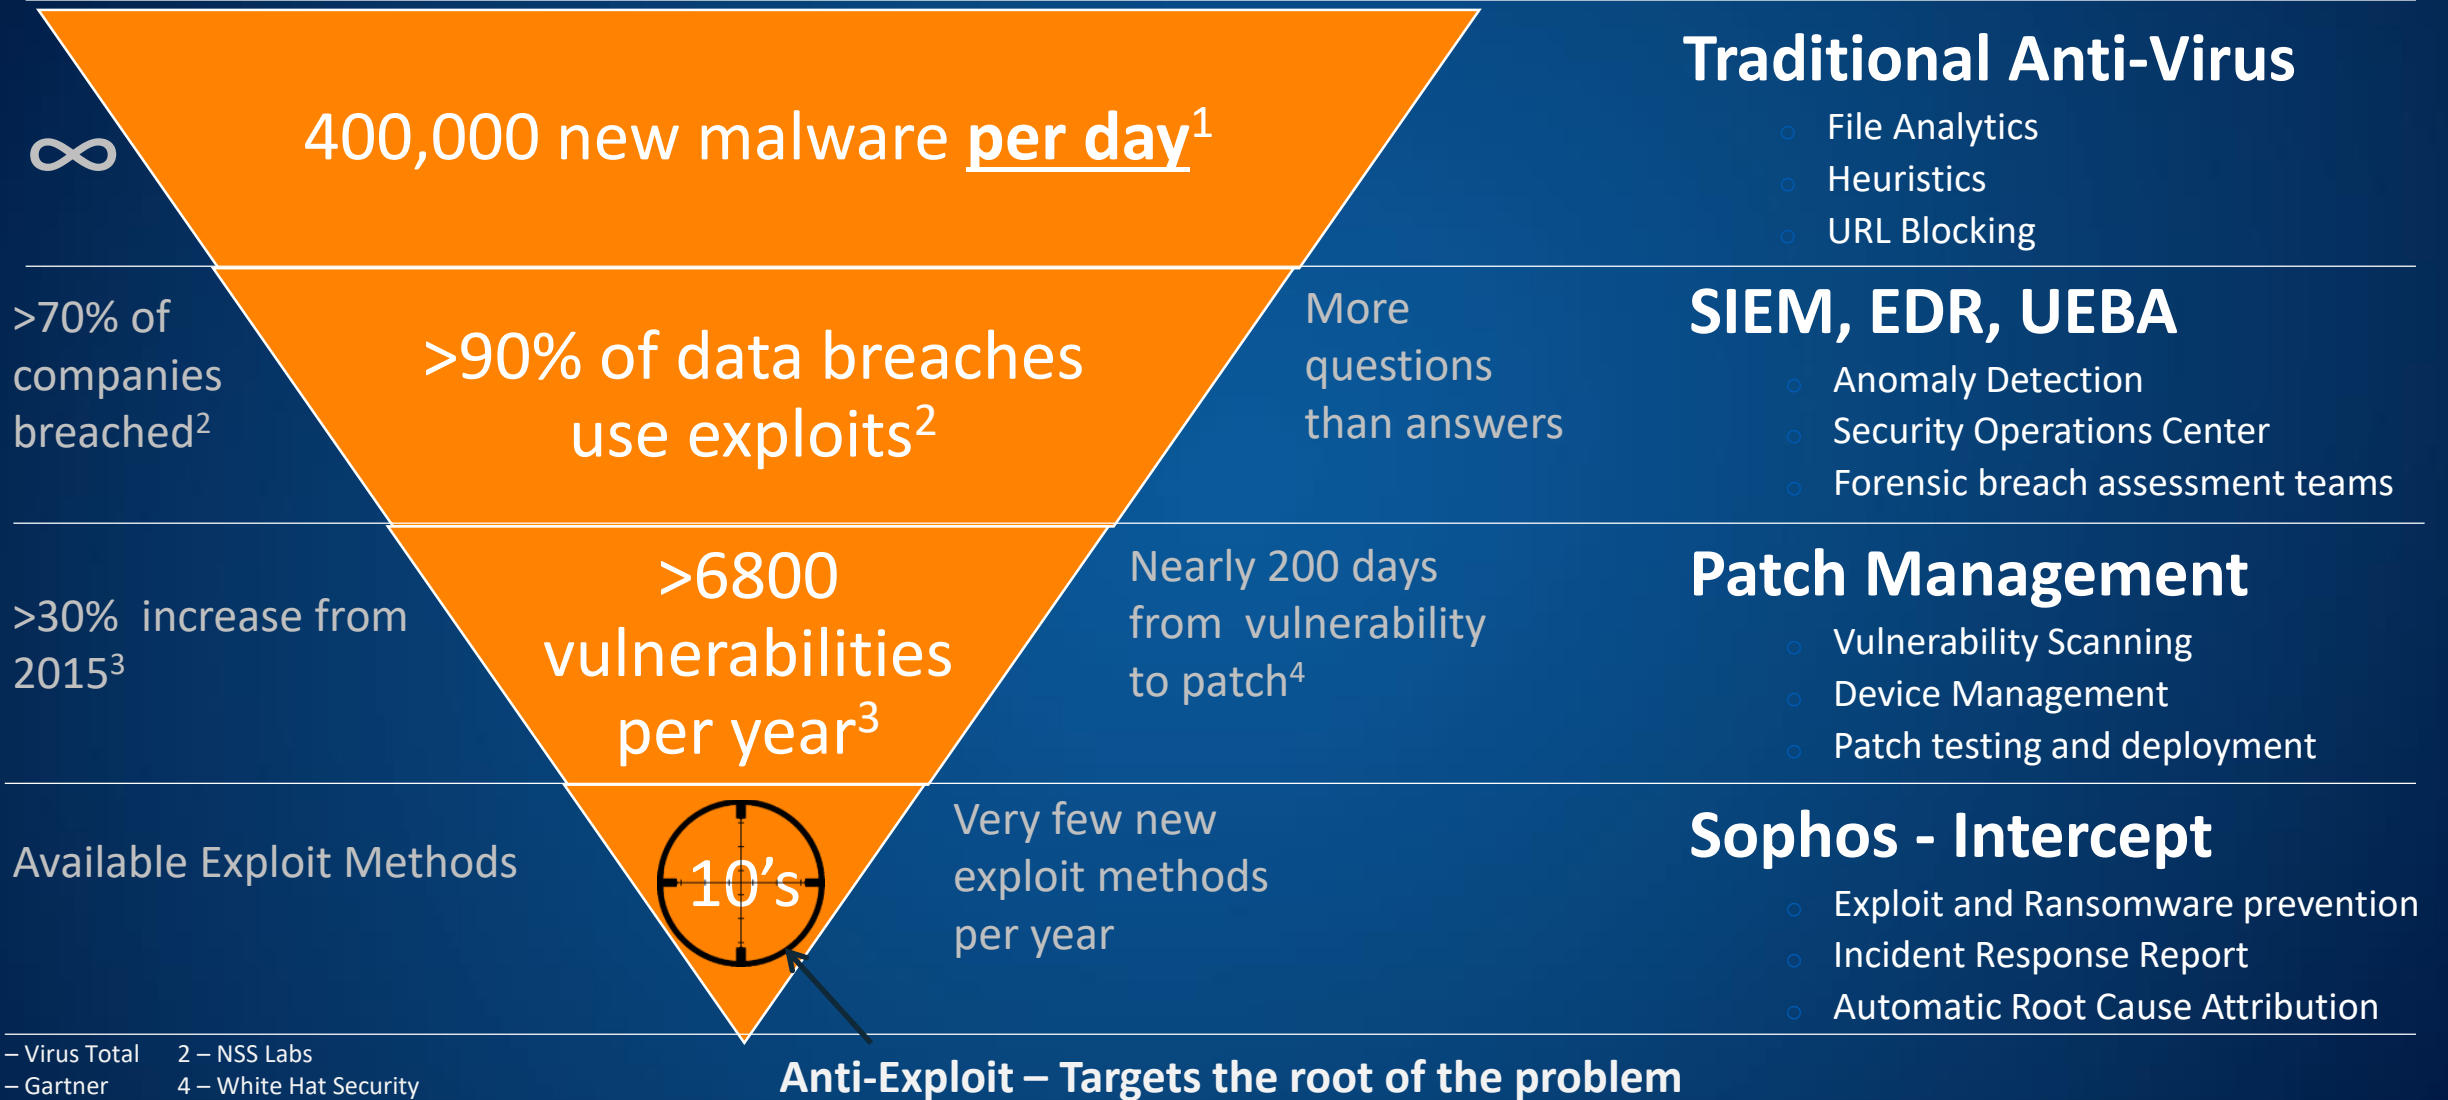 ∞
400,000 new malware per day1
Traditional Anti-Virus
File Analytics
Heuristics
URL Blocking
>70% of
companies
breached2
>90% of data breaches
use exploits2
More
questions
than answers
SIEM, EDR, UEBA
Anomaly Detection
Security Operations Center
Forensic breach assessment teams
>30% increase from
20153
>6800
vulnerabilities
per year3
Nearly 200 days
from vulnerability
to patch4
Patch Management
Vulnerability Scanning
Device Management
Patch testing and deployment
Available Exploit Methods
10's
Very few new
exploit methods
per year
Sophos - Intercept
Exploit and Ransomware prevention
Incident Response Report
Automatic Root Cause Attribution
– Virus Total 2 – NSS Labs
– Gartner 4 – White Hat Security
Anti-Exploit – Targets the root of the problem